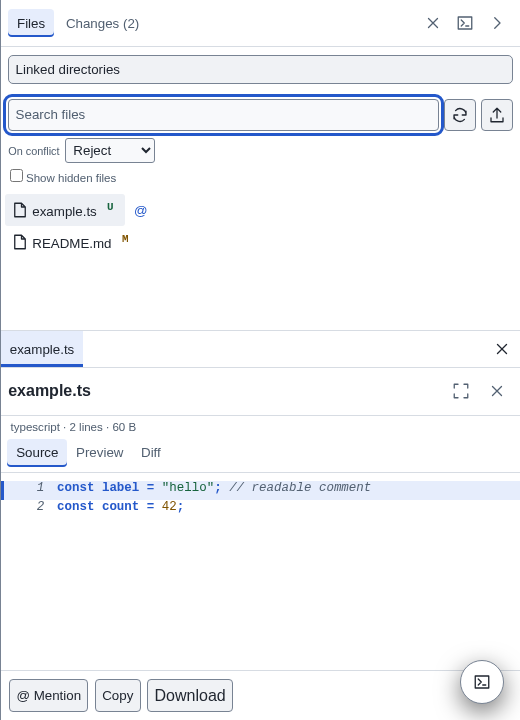 Files Changes (2)
Linked directories
Search files
On conflict Reject
Show hidden files
example.ts U @
README.md M
example.ts
example.ts
typescript · 2 lines · 60 B
Source Preview Diff
1 const label = "hello"; // readable comment
2 const count = 42;
@ Mention Copy Download